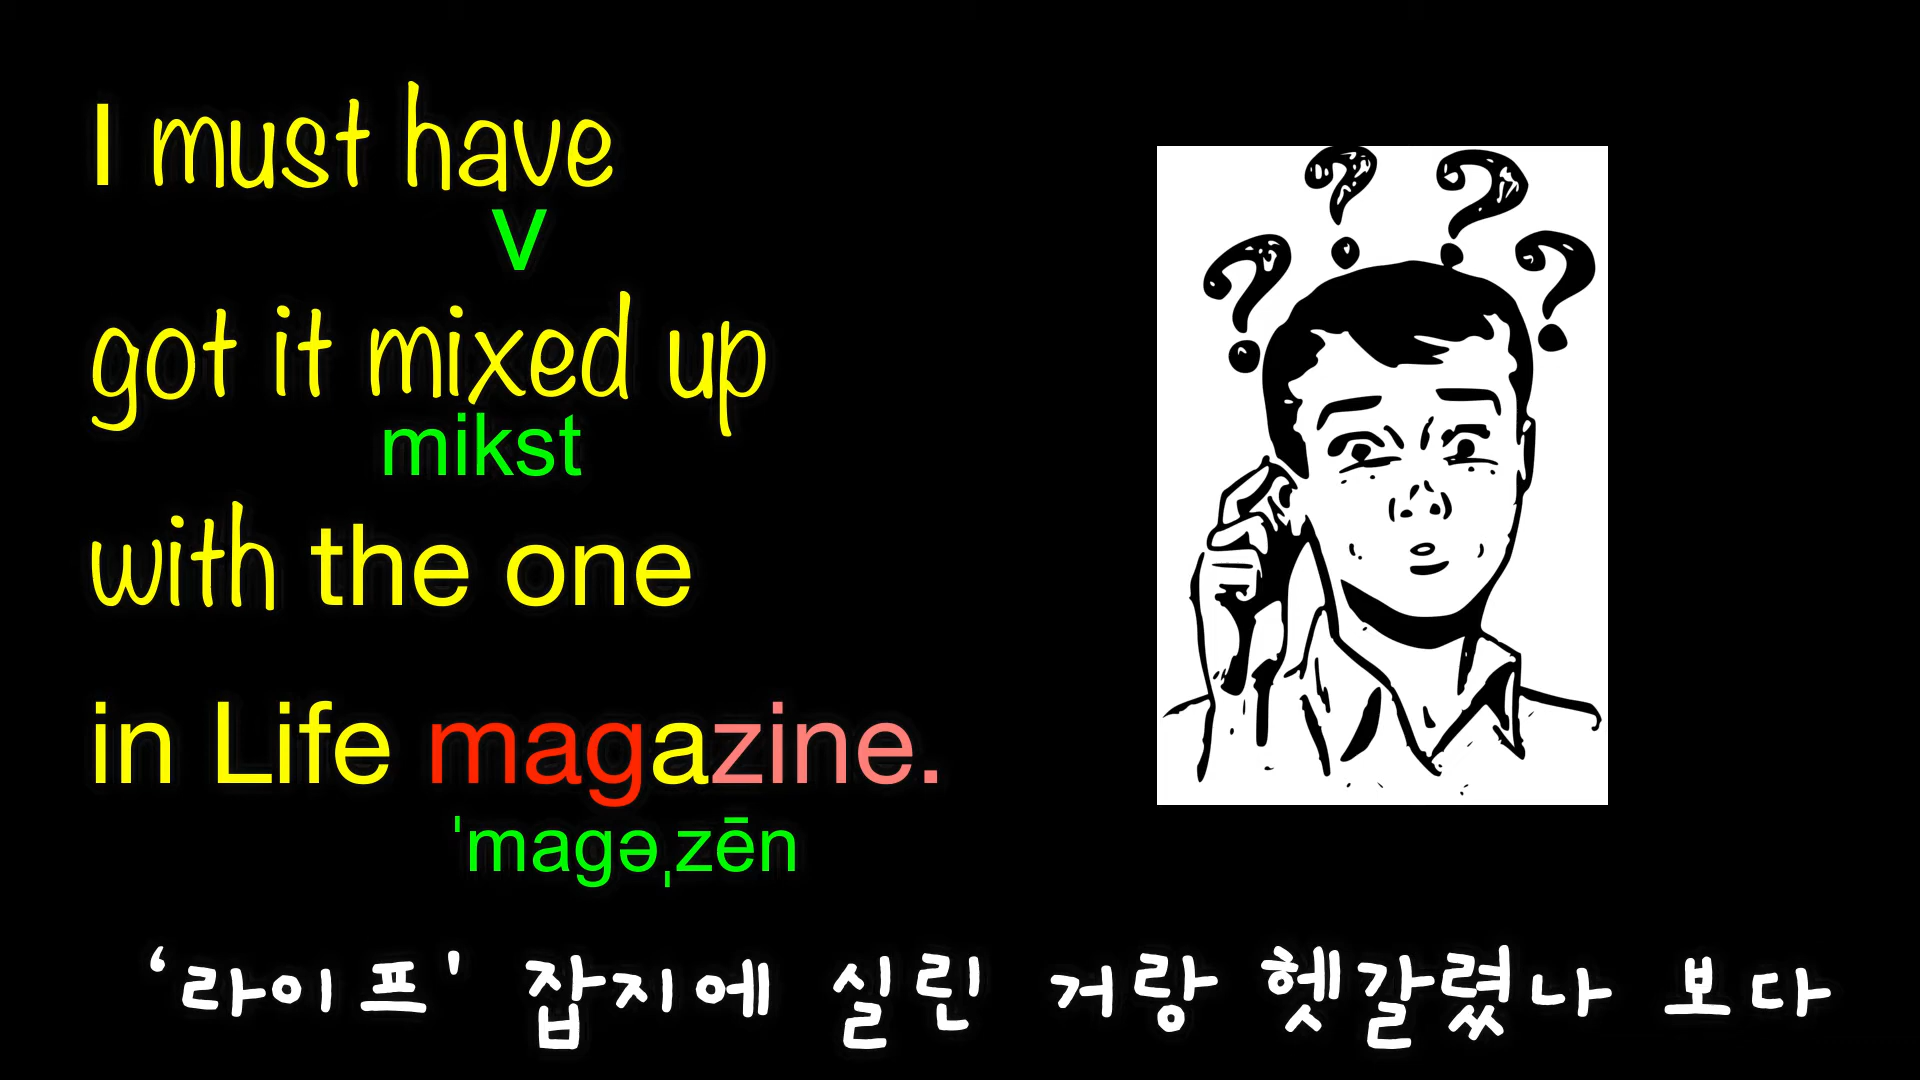 I must have
v
got it mixed up
mikst
with the one
in Life magazine.
ˈmagəˌzēn
‘라이프' 잡지에 실린 거랑 헷갈렸나 보다
? ? ? ?